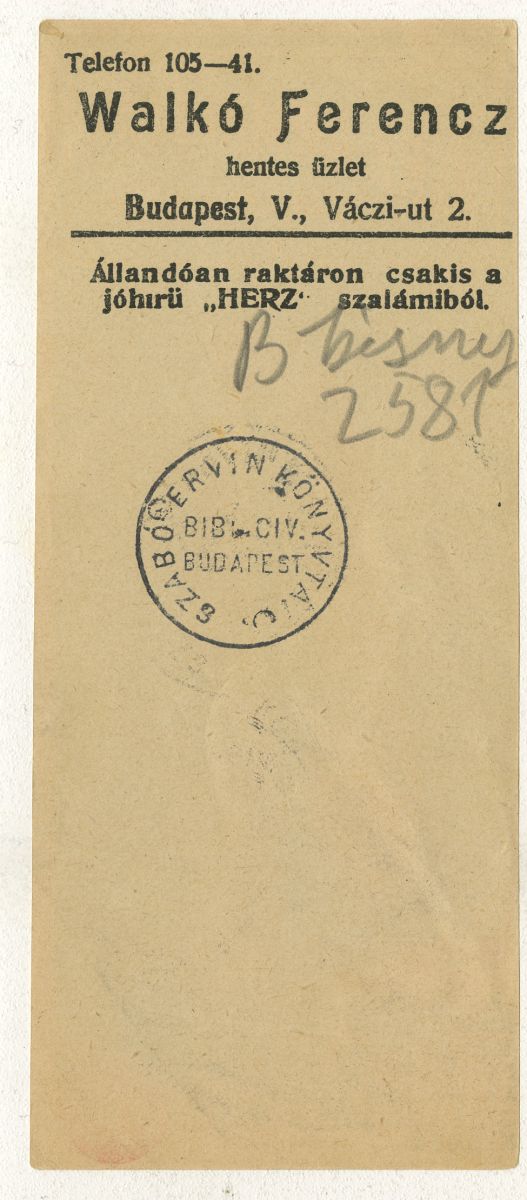 Telefon 105—41.
Walkó Ferencz
hentes üzlet
Budapest, V., Váczi-ut 2.
Állandóan raktáron csakis a
jóhirü „HERZ“ szalámiból.
B
2581
SZABÓ ERVIN KÖNYVTÁR
BIBL. CIV.
BUDAPEST